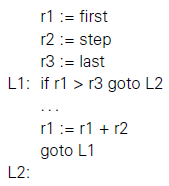 r1 := first
r2 := step
r3 := last
L1: if r1 > r3 goto L2
...
r1 := r1 + r2
goto L1
L2: